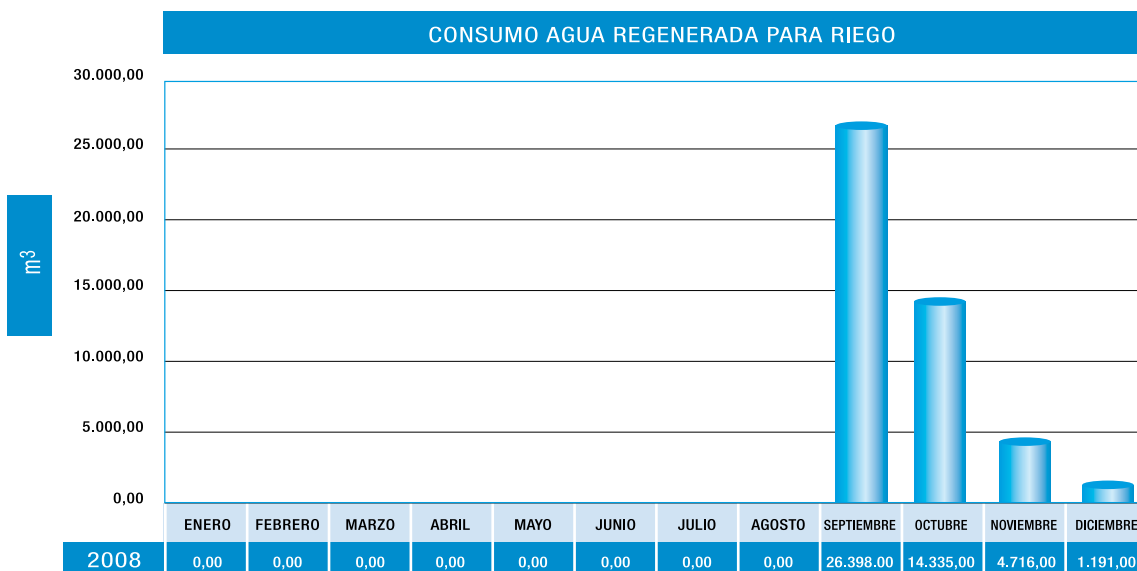 CONSUMO AGUA REGENERADA PARA RIEGO
30.000,00
25.000,00
20.000,00
15.000,00
10.000,00
5.000,00
0,00
m³
ENERO FEBRERO MARZO ABRIL MAYO JUNIO JULIO AGOSTO SEPTIEMBRE OCTUBRE NOVIEMBRE DICIEMBRE
2008 0,00 0,00 0,00 0,00 0,00 0,00 0,00 0,00 26.398.00 14.335,00 4.716,00 1.191,00